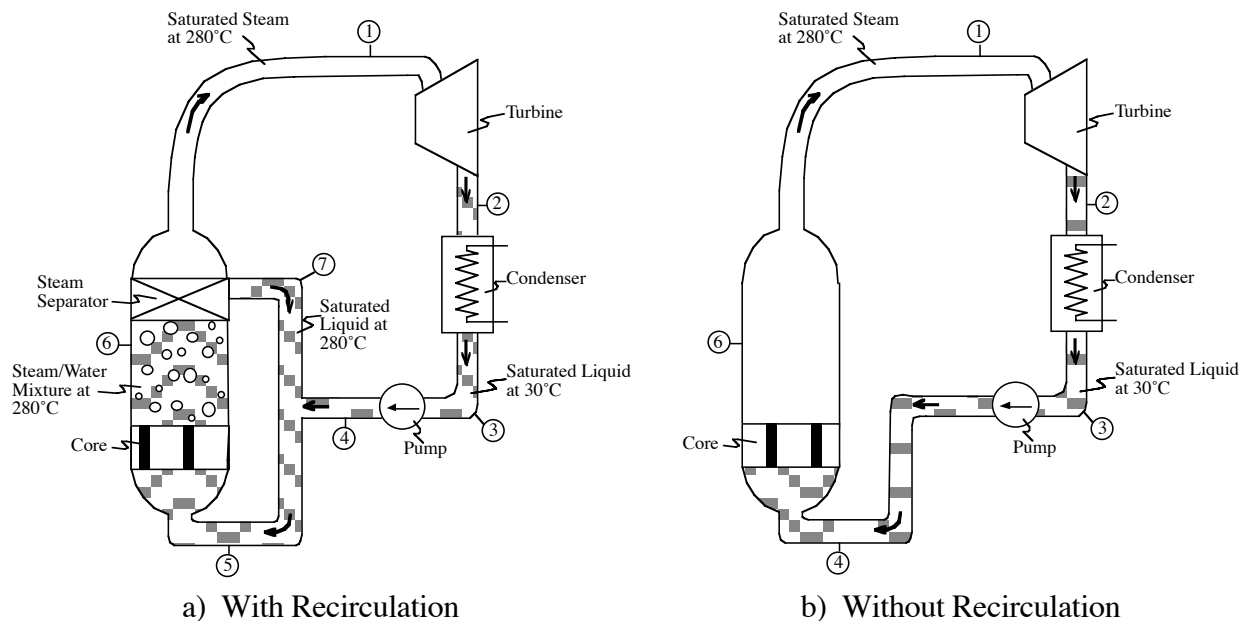 Saturated Steam
at 280˚C
1
Turbine
2
Steam
Separator
7
Condenser
Saturated
Liquid at
280˚C
6
Steam/Water
Mixture at
280˚C
Saturated Liquid
at 30˚C
4
3
Pump
Core
5
a) With Recirculation
Saturated Steam
at 280˚C
1
Turbine
2
Condenser
6
Saturated Liquid
at 30˚C
3
Pump
Core
4
b) Without Recirculation